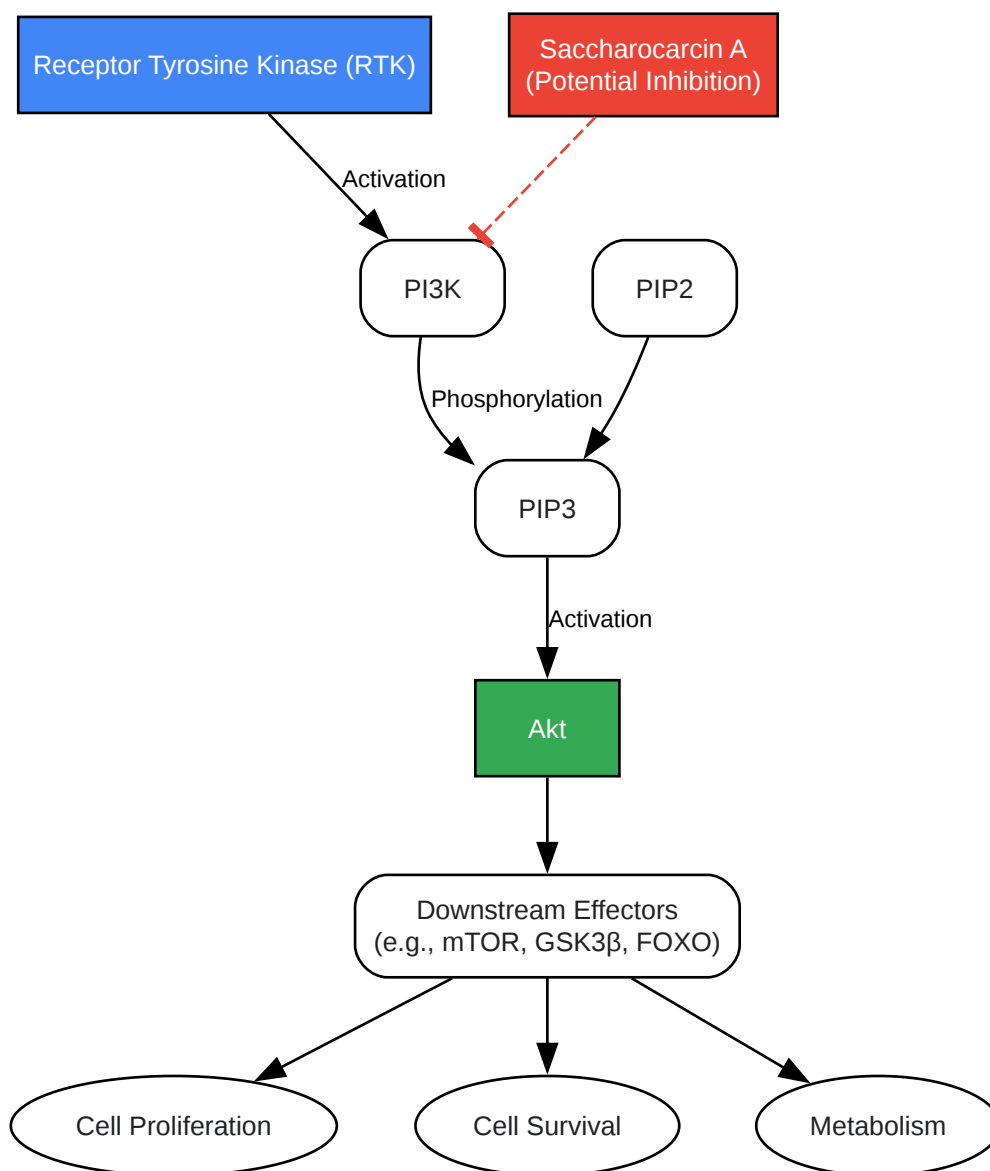 Receptor Tyrosine Kinase (RTK)
Saccharocarcin A
(Potential Inhibition)
Activation
PI3K
PIP2
Phosphorylation
PIP3
Activation
Akt
Downstream Effectors
(e.g., mTOR, GSK3β, FOXO)
Cell Proliferation
Cell Survival
Metabolism